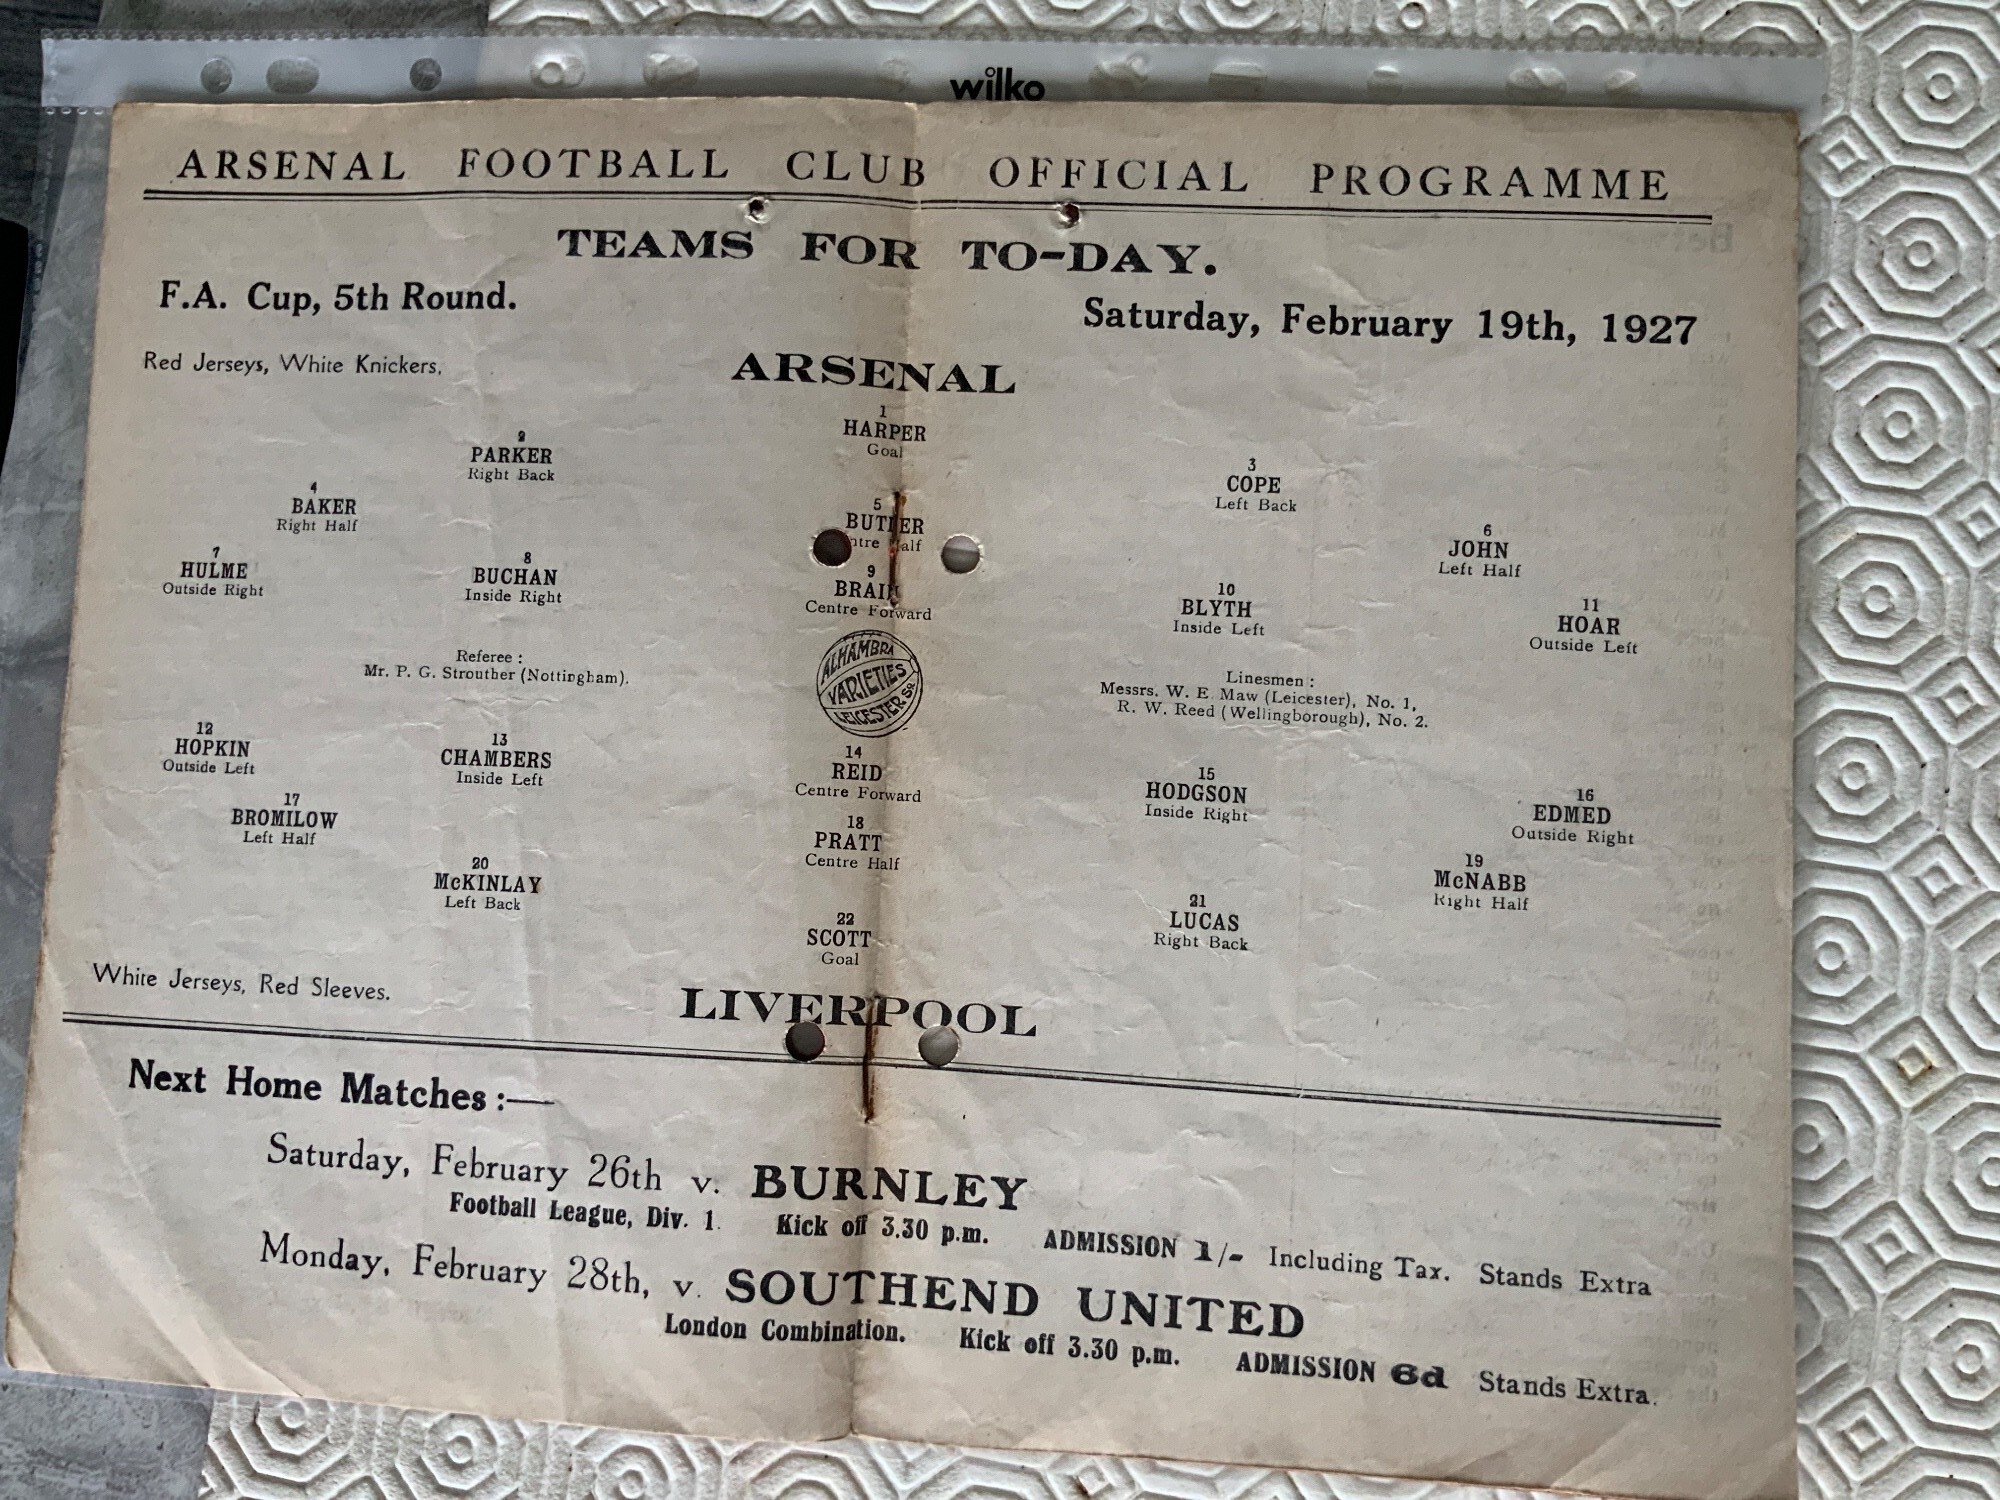 wilko
ARSENAL FOOTBALL CLUB OFFICIAL PROGRAMME
TEAMS FOR TO-DAY.
F.A. Cup, 5th Round.
Saturday, February 19th, 1927
Red Jerseys, White Knickers.
ARSENAL
1
HARPER
Goal
2
PARKER
Right Back
3
COPE
Left Back
4
BAKER
Right Half
5
BUTLER
ntre Half
6
JOHN
Left Half
7
HULME
Outside Right
8
BUCHAN
Inside Right
9
BRAIN
Centre Forward
10
BLYTH
Inside Left
11
HOAR
Outside Left
Referee :
Mr. P. G. Strouther (Nottingham).
ALHAMBRA
VARIETIES
LEICESTER SQ.
Linesmen :
Messrs. W. E. Maw (Leicester), No. 1,
R. W. Reed (Wellingborough), No. 2.
12
HOPKIN
Outside Left
13
CHAMBERS
Inside Left
14
REID
Centre Forward
15
HODGSON
Inside Right
16
EDMED
Outside Right
17
BROMILOW
Left Half
18
PRATT
Centre Half
19
McNABB
Right Half
20
McKINLAY
Left Back
21
LUCAS
Right Back
22
SCOTT
Goal
White Jerseys, Red Sleeves.
LIVERPOOL
Next Home Matches :—
Saturday, February 26th v. BURNLEY
Football League, Div. 1. Kick off 3.30 p.m. ADMISSION 1/- Including Tax. Stands Extra
Monday, February 28th, v. SOUTHEND UNITED
London Combination. Kick off 3.30 p.m. ADMISSION 6d Stands Extra.